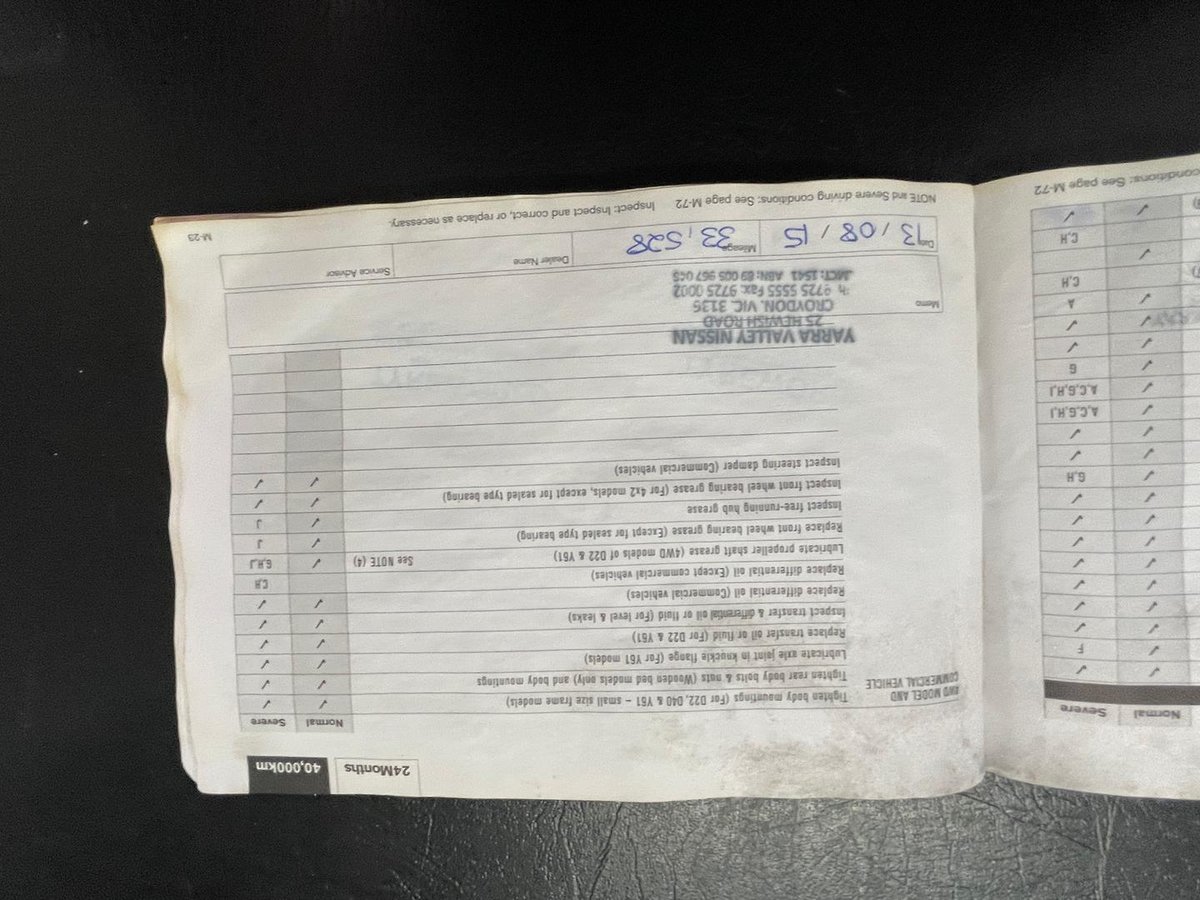 24Months 40,000km
Normal Severe
4WD MODEL AND
COMMERCIAL VEHICLE
Tighten body mountings (For D22, D40 & Y61 – small size frame models) ✓ ✓
Tighten rear body bolts & nuts (Wooden bed models only) and body mountings ✓ ✓
Lubricate axle joint in knuckle flange (For Y61 models) ✓ ✓
Replace transfer oil or fluid (For D22 & Y61) ✓ ✓
Inspect transfer & differential oil or fluid (For level & leaks) ✓ ✓
Replace differential oil (Commercial vehicles) ✓ ✓
Replace differential oil (Except commercial vehicles) C,H
Lubricate propeller shaft grease (4WD models of D22 & Y61) See NOTE (4) ✓ G,H,J
Replace front wheel bearing grease (Except for sealed type bearing) ✓ J
Inspect free-running hub grease ✓ J
Inspect front wheel bearing grease (For 4x2 models, except for sealed type bearing) ✓ ✓
Inspect steering damper (Commercial vehicles) ✓ ✓
YARRA VALLEY NISSAN
25 HEWISH ROAD
CROYDON, VIC. 3136
9725 5555 Fax: 9725 0002
LMCT: 1541 ABN: 69 005 967 045
Memo
Date 13 / 08 / 15 Mileage 33,528 Dealer Name Service Advisor
NOTE and Severe driving conditions: See page M-72 Inspect: Inspect and correct, or replace as necessary.
M-23
Normal Severe
✓ ✓
✓ F
✓ ✓
✓ ✓
✓ ✓
✓ ✓
✓ ✓
✓ ✓
✓ ✓
✓ G,H
✓ ✓
✓ ✓
✓ A,C,G,H,I
✓ A,C,G,H,I
✓ G
✓ ✓
✓ ✓
✓ A
C,H
✓
C,H
✓ ✓
conditions: See page M-72